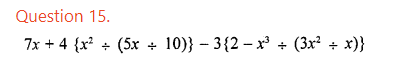 Question 15.
7x + 4 {x² ÷ (5x ÷ 10)} – 3{2 – x³ ÷ (3x² ÷ x)}